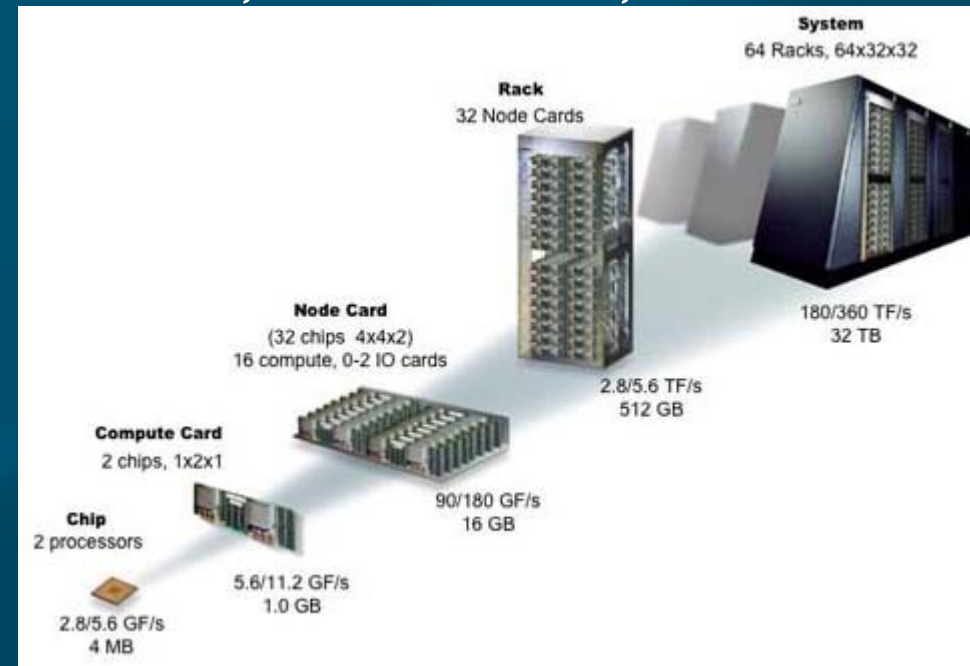 System
64 Racks, 64x32x32
Rack
32 Node Cards
180/360 TF/s
32 TB
Node Card
(32 chips 4x4x2)
16 compute, 0-2 IO cards
2.8/5.6 TF/s
512 GB
Compute Card
2 chips, 1x2x1
90/180 GF/s
16 GB
Chip
2 processors
5.6/11.2 GF/s
1.0 GB
2.8/5.6 GF/s
4 MB